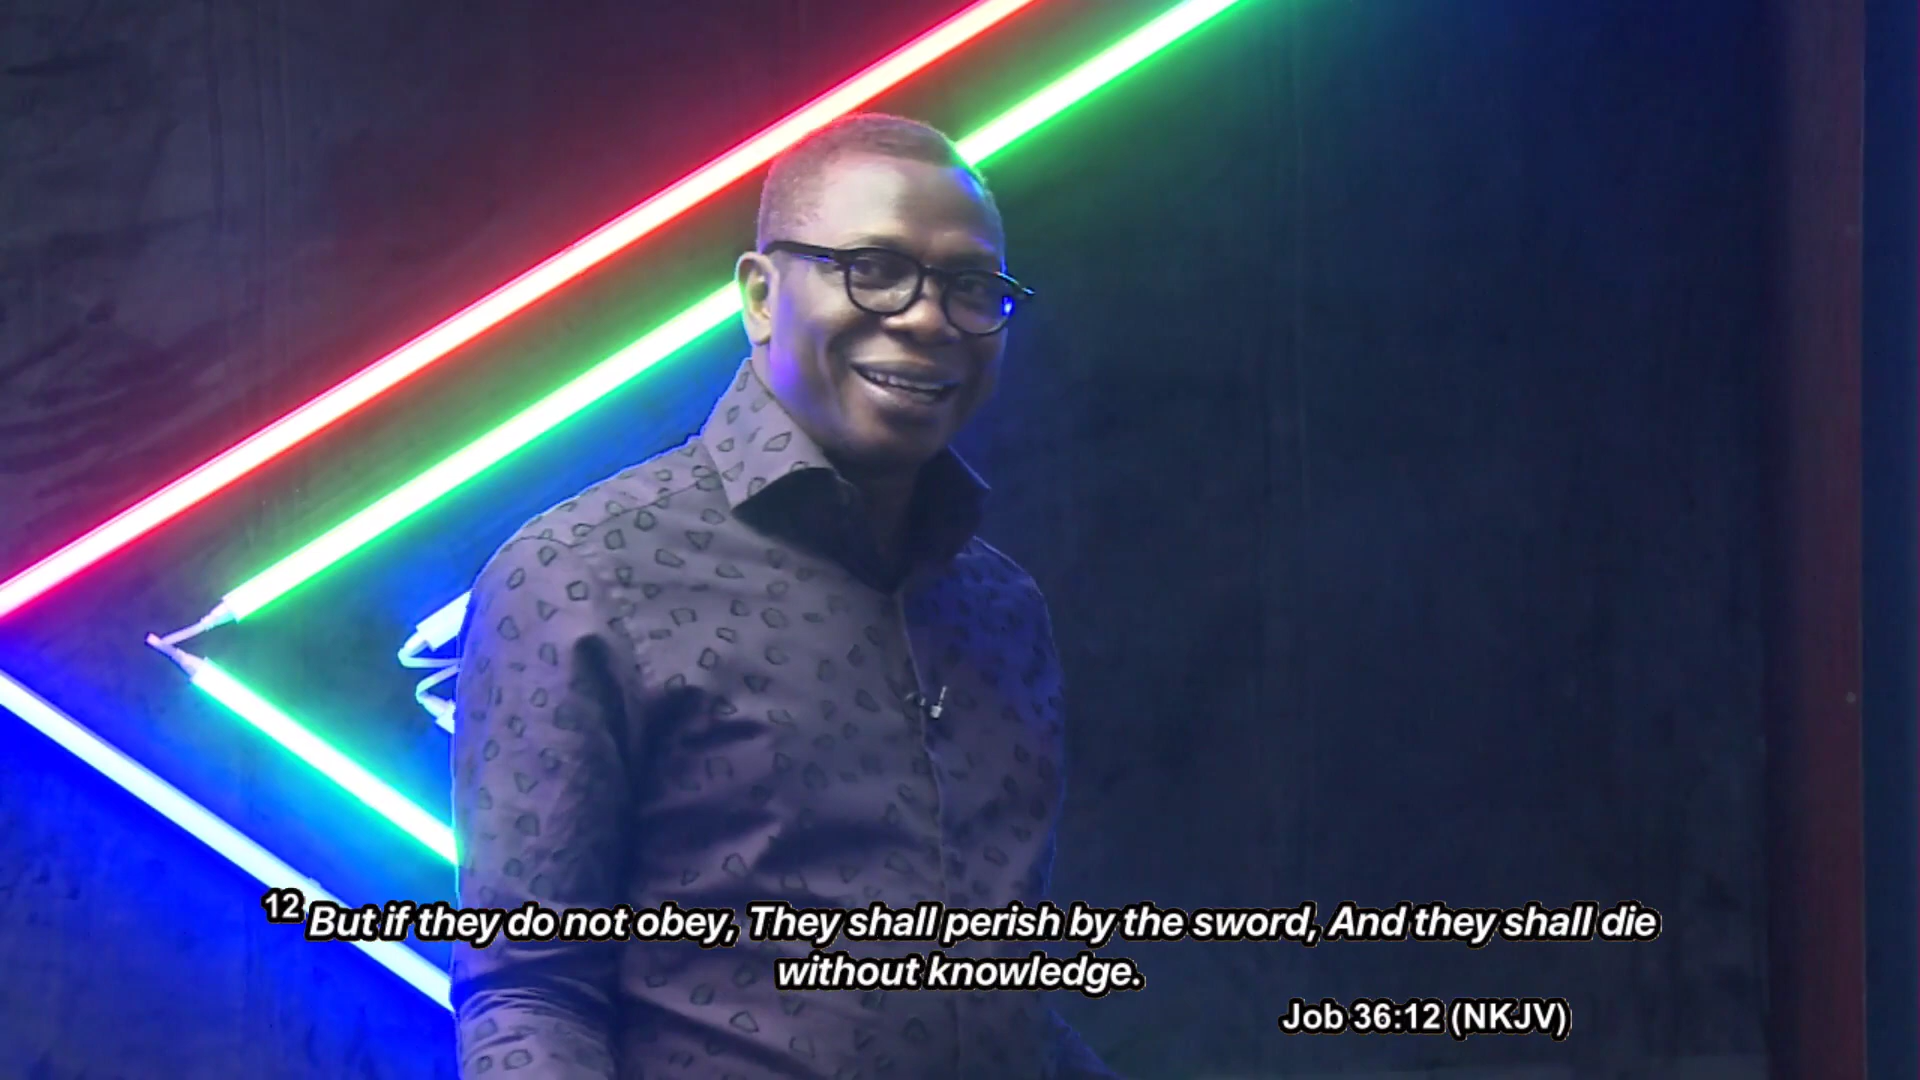 12 But if they do not obey, They shall perish by the sword, And they shall die
without knowledge.
Job 36:12 (NKJV)